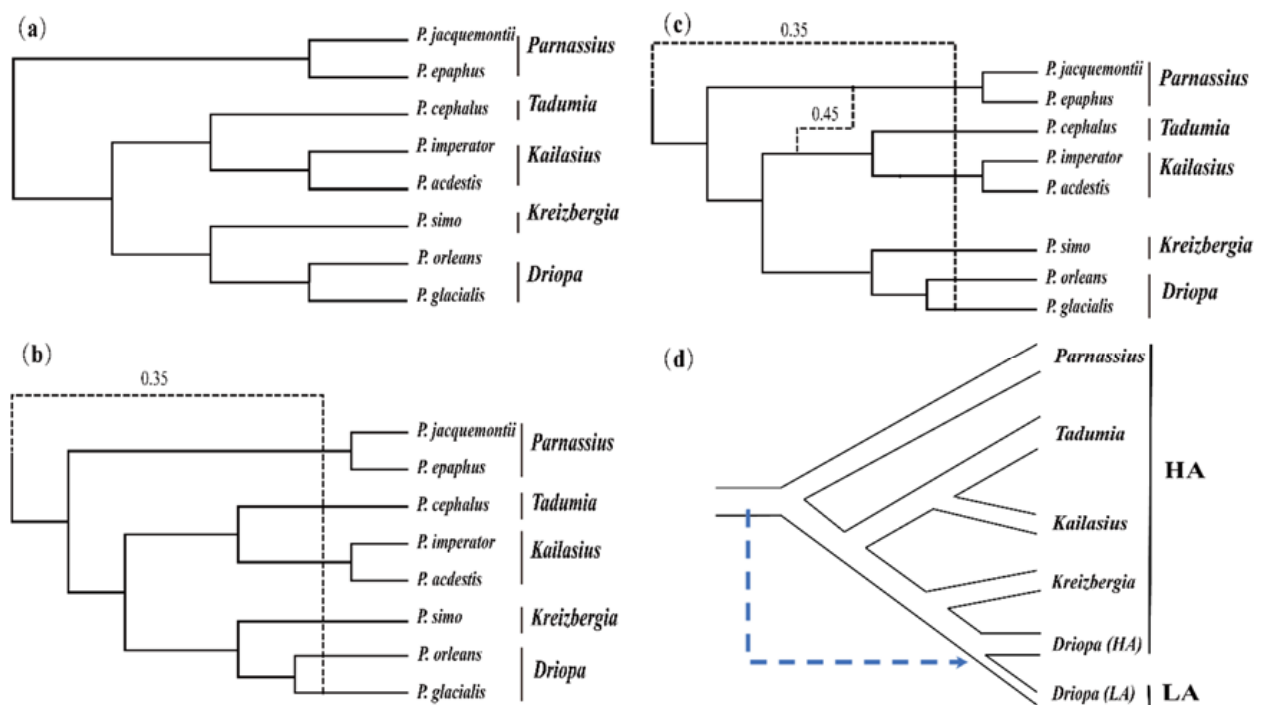 (a)
P. jacquemontii
P. epaphus
Parnassius
P. cephalus
Tadumia
P. imperator
P. acdestis
Kailasius
P. simo
Kreizbergia
P. orleans
P. glacialis
Driopa
(b)
0.35
P. jacquemontii
P. epaphus
Parnassius
P. cephalus
Tadumia
P. imperator
P. acdestis
Kailasius
P. simo
Kreizbergia
P. orleans
P. glacialis
Driopa
(c)
0.35
0.45
P. jacquemontii
P. epaphus
Parnassius
P. cephalus
Tadumia
P. imperator
P. acdestis
Kailasius
P. simo
Kreizbergia
P. orleans
P. glacialis
Driopa
(d)
Parnassius
Tadumia
Kailasius
Kreizbergia
Driopa (HA)
HA
Driopa (LA)
LA